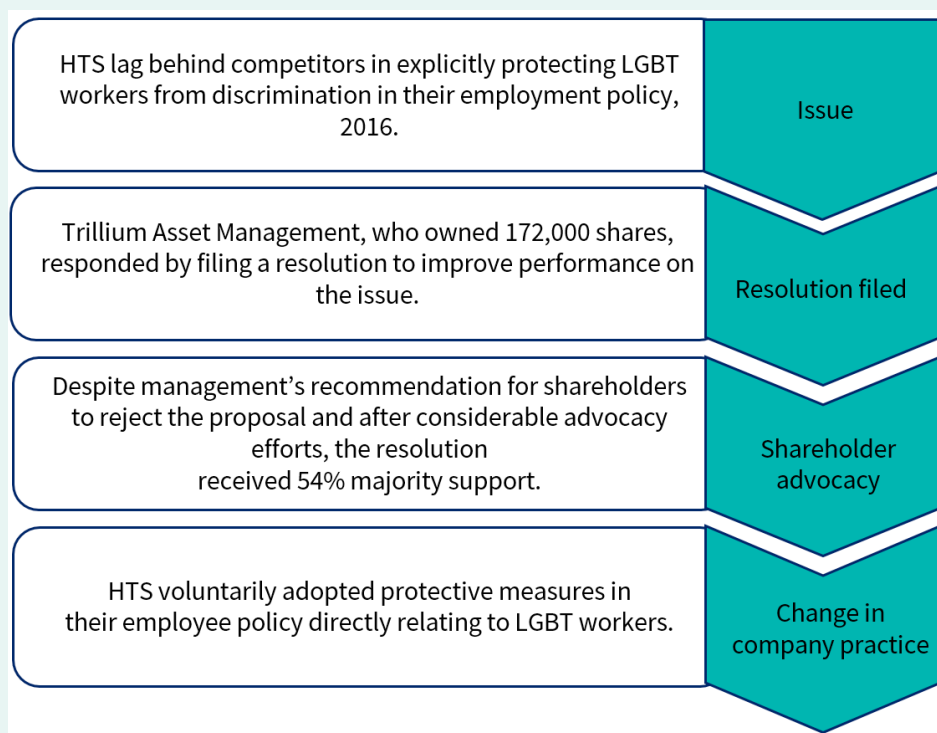 HTS lag behind competitors in explicitly protecting LGBT
workers from discrimination in their employment policy,
2016.
Issue
Trillium Asset Management, who owned 172,000 shares,
responded by filing a resolution to improve performance on
the issue.
Resolution filed
Despite management’s recommendation for shareholders
to reject the proposal and after considerable advocacy
efforts, the resolution
received 54% majority support.
Shareholder
advocacy
HTS voluntarily adopted protective measures in
their employee policy directly relating to LGBT workers.
Change in
company practice